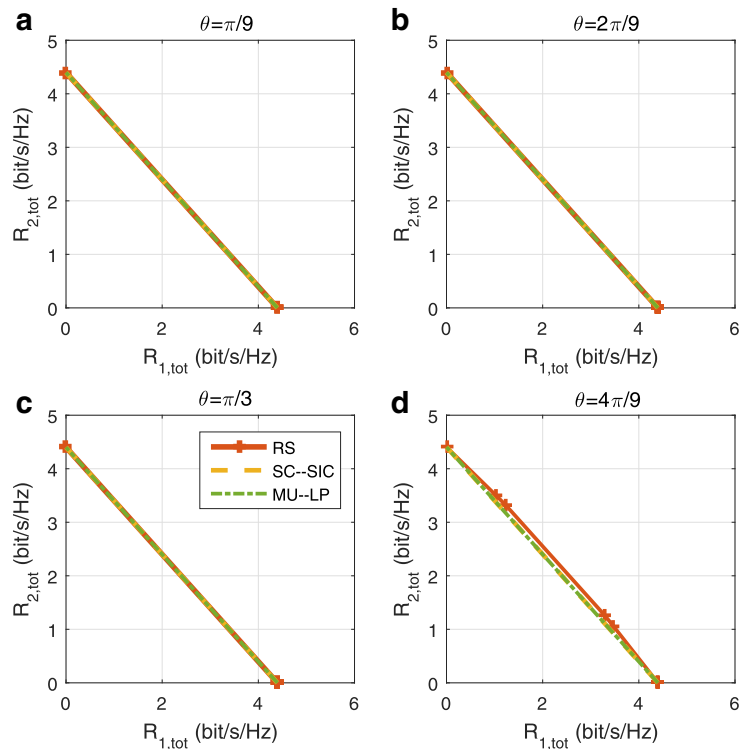 a
θ=π/9
5
4
3
2
1
0
R2,tot (bit/s/Hz)
0 2 4 6
R1,tot (bit/s/Hz)
b
θ=2π/9
5
4
3
2
1
0
R2,tot (bit/s/Hz)
0 2 4 6
R1,tot (bit/s/Hz)
c
θ=π/3
5
4
3
2
1
0
R2,tot (bit/s/Hz)
RS
SC--SIC
MU--LP
0 2 4 6
R1,tot (bit/s/Hz)
d
θ=4π/9
5
4
3
2
1
0
R2,tot (bit/s/Hz)
0 2 4 6
R1,tot (bit/s/Hz)